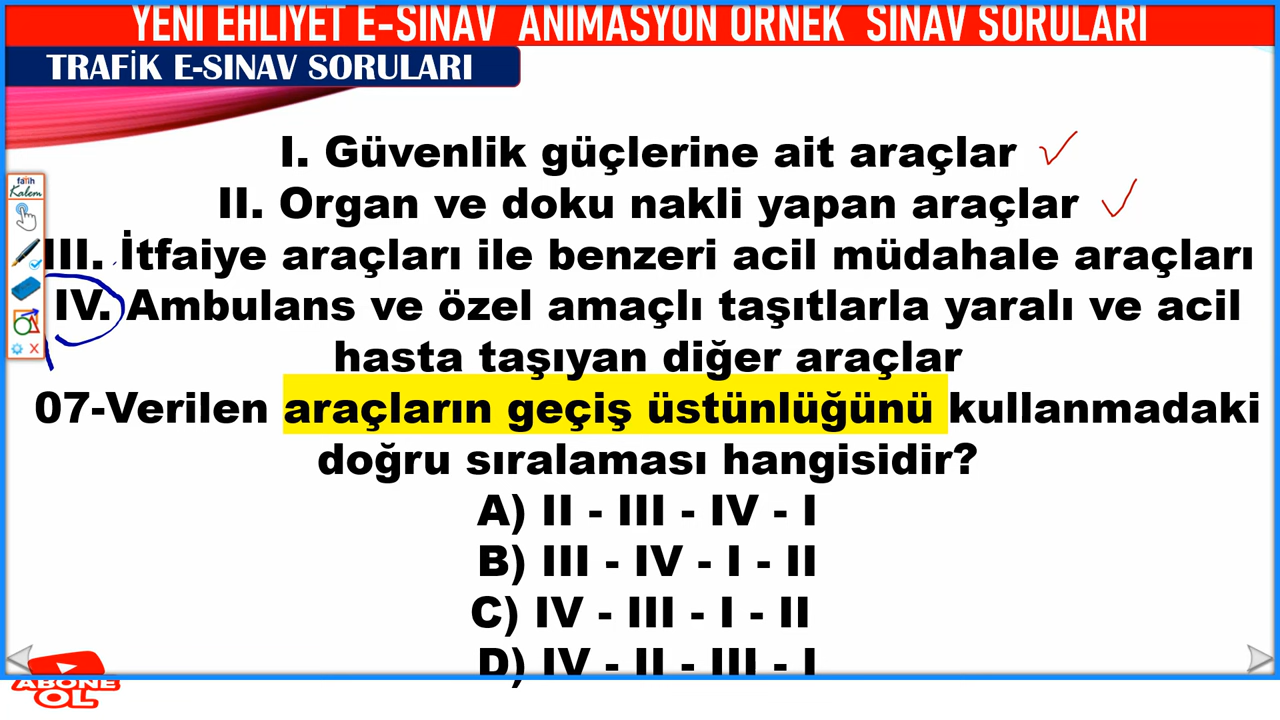 YENİ EHLİYET E-SINAV ANİMASYON ÖRNEK SINAV SORULARI
TRAFİK E-SINAV SORULARI
I. Güvenlik güçlerine ait araçlar
II. Organ ve doku nakli yapan araçlar
fatih
Kalem
III. İtfaiye araçları ile benzeri acil müdahale araçları
IV. Ambulans ve özel amaçlı taşıtlarla yaralı ve acil
hasta taşıyan diğer araçlar
07-Verilen araçların geçiş üstünlüğünü kullanmadaki
doğru sıralaması hangisidir?
A) II - III - IV - I
B) III - IV - I - II
C) IV - III - I - II
D) IV - II - III - I
ABONE
OL